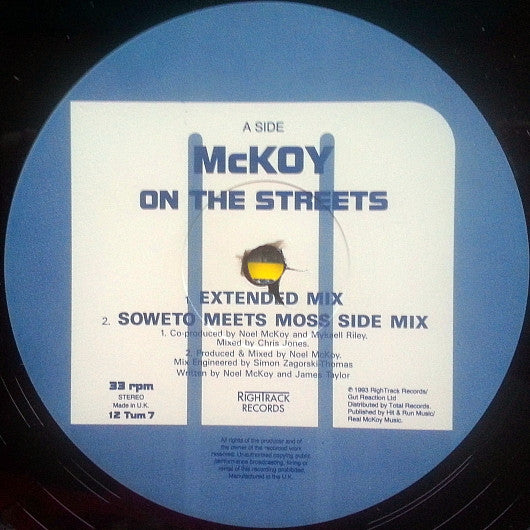 A SIDE
McKOY
ON THE STREETS
1. EXTENDED MIX
2. SOWETO MEETS MOSS SIDE MIX
1. Co-produced by Noel McKoy and Mykaell Riley.
Mixed by Chris Jones.
2. Produced & Mixed by Noel McKoy.
Mix Engineered by Simon Zagorski-Thomas
Written by Noel McKoy and James Taylor
33 rpm
STEREO
Made in U.K.
12 Tum 7
RIGHTRACK
RECORDS
℗ 1993 RighTrack Records/
Gut Reaction Ltd
Distributed by Total Records.
Published by Hit & Run Music/
Real McKoy Music.
All rights of the producer and of
the owner of the recorded work
reserved. Unauthorised copying public
performance broadcasting, hiring or
rental of this recording prohibited.
Manufactured in the U.K.